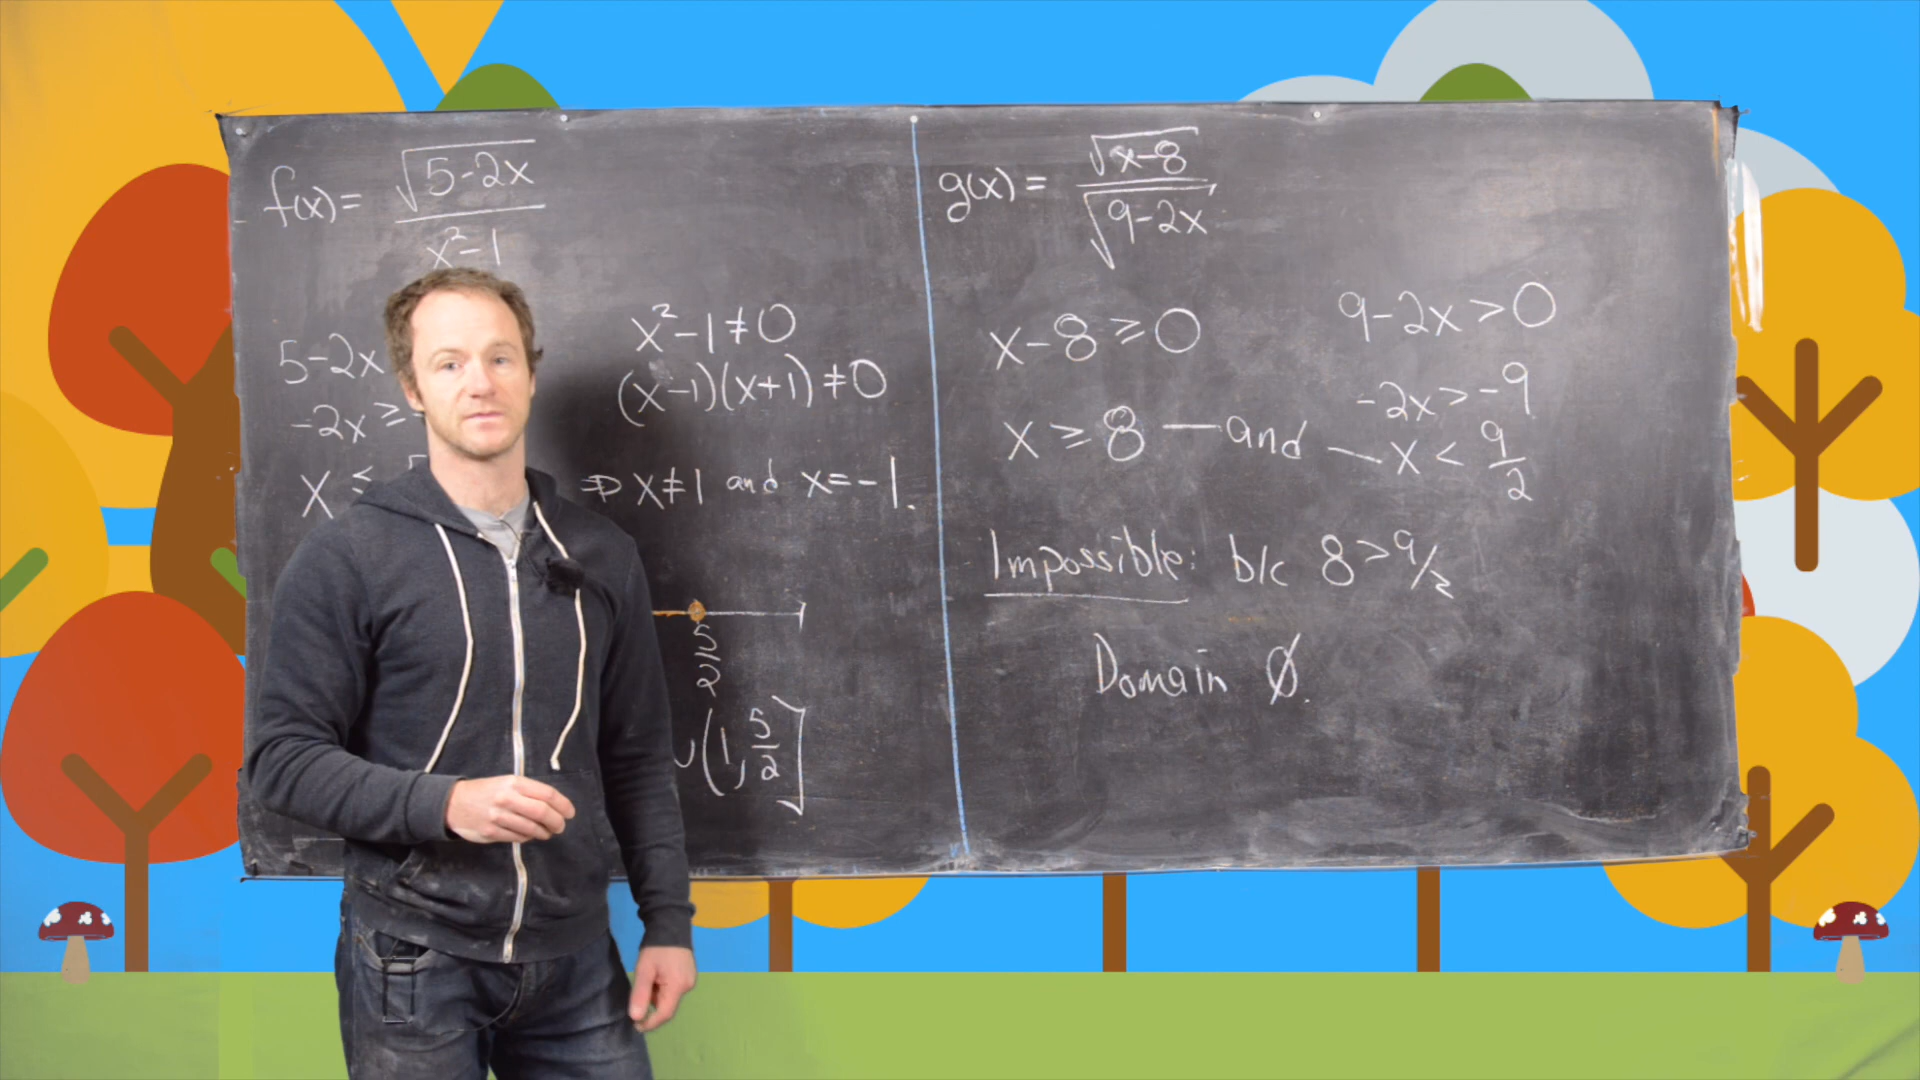 f(x) = √(5-2x) / (x²-1)
5-2x
-2x ≥
x ≤
x²-1 ≠ 0
(x-1)(x+1) ≠ 0
⇒ x ≠ 1 and x = -1.
5/2
∪ (1, 5/2]
g(x) = √(x-8) / √(9-2x)
x-8 ≥ 0
9-2x > 0
-2x > -9
x ≥ 8 — and — x < 9/2
Impossible: b/c 8 > 9/2
Domain Ø.